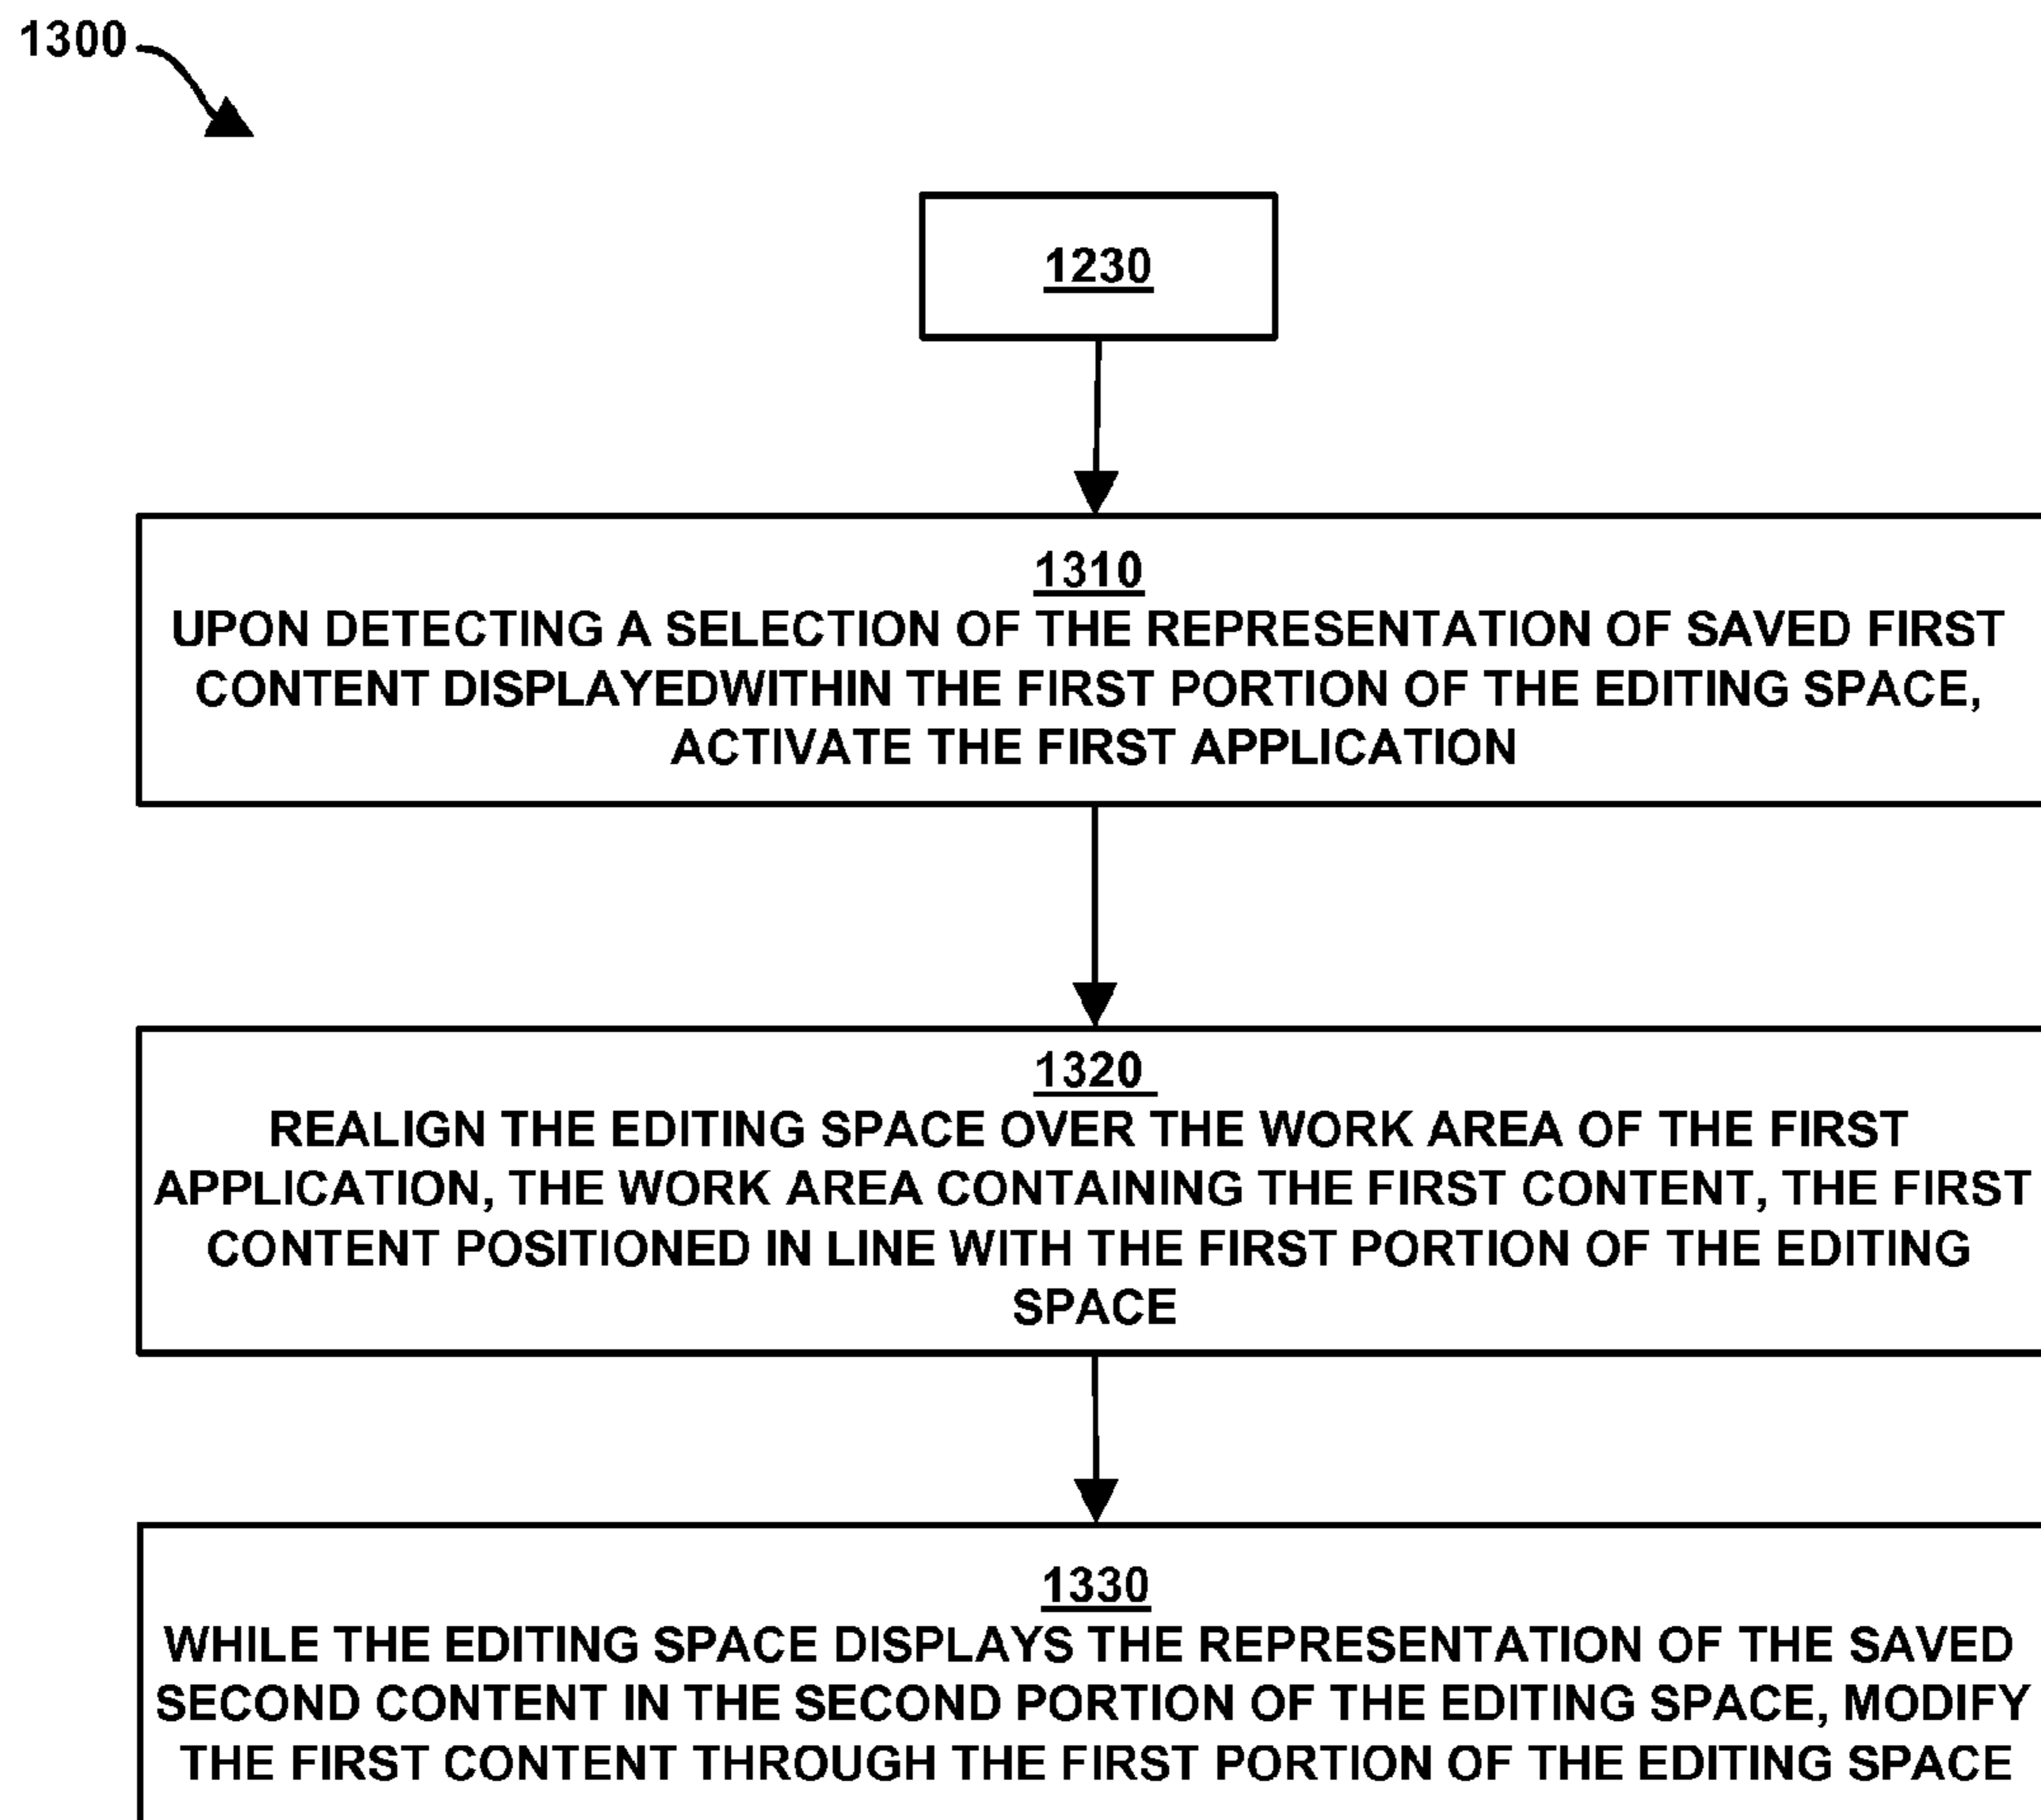 1300
1230
1310
UPON DETECTING A SELECTION OF THE REPRESENTATION OF SAVED FIRST
CONTENT DISPLAYEDWITHIN THE FIRST PORTION OF THE EDITING SPACE,
ACTIVATE THE FIRST APPLICATION
1320
REALIGN THE EDITING SPACE OVER THE WORK AREA OF THE FIRST
APPLICATION, THE WORK AREA CONTAINING THE FIRST CONTENT, THE FIRST
CONTENT POSITIONED IN LINE WITH THE FIRST PORTION OF THE EDITING
SPACE
1330
WHILE THE EDITING SPACE DISPLAYS THE REPRESENTATION OF THE SAVED
SECOND CONTENT IN THE SECOND PORTION OF THE EDITING SPACE, MODIFY
THE FIRST CONTENT THROUGH THE FIRST PORTION OF THE EDITING SPACE